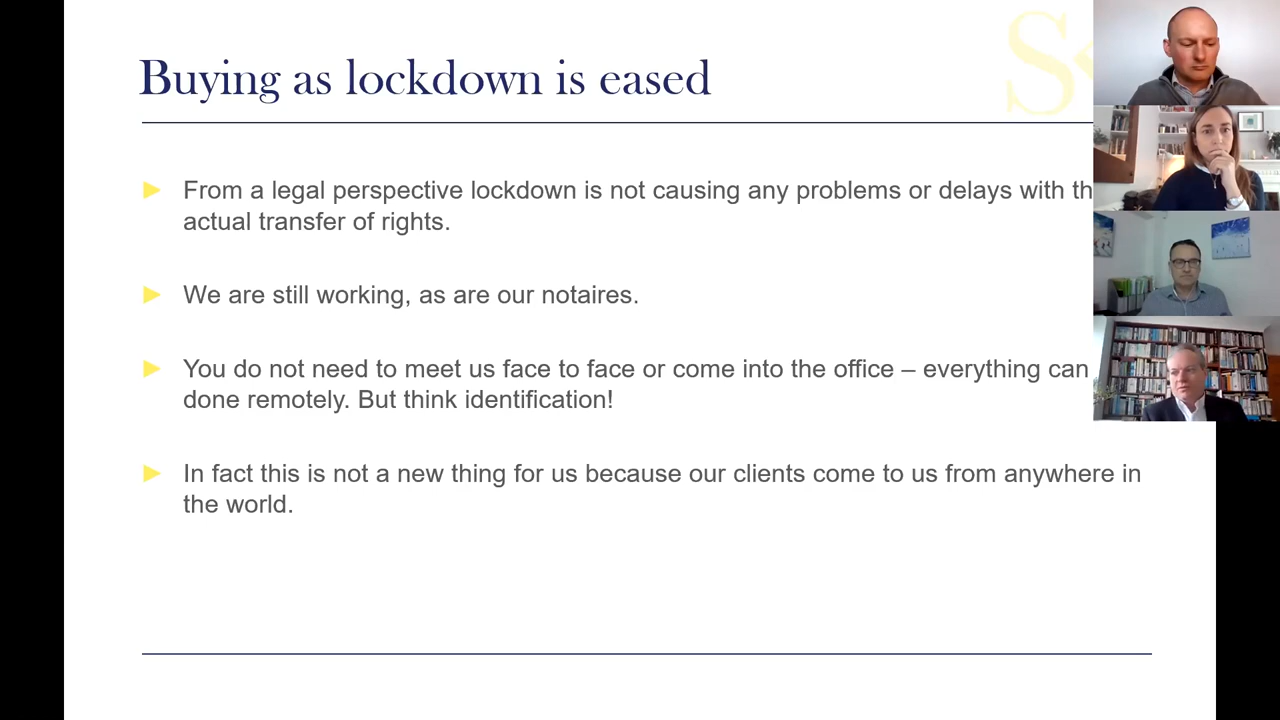 Buying as lockdown is eased
From a legal perspective lockdown is not causing any problems or delays with th
actual transfer of rights.
We are still working, as are our notaires.
You do not need to meet us face to face or come into the office – everything can
done remotely. But think identification!
In fact this is not a new thing for us because our clients come to us from anywhere in
the world.